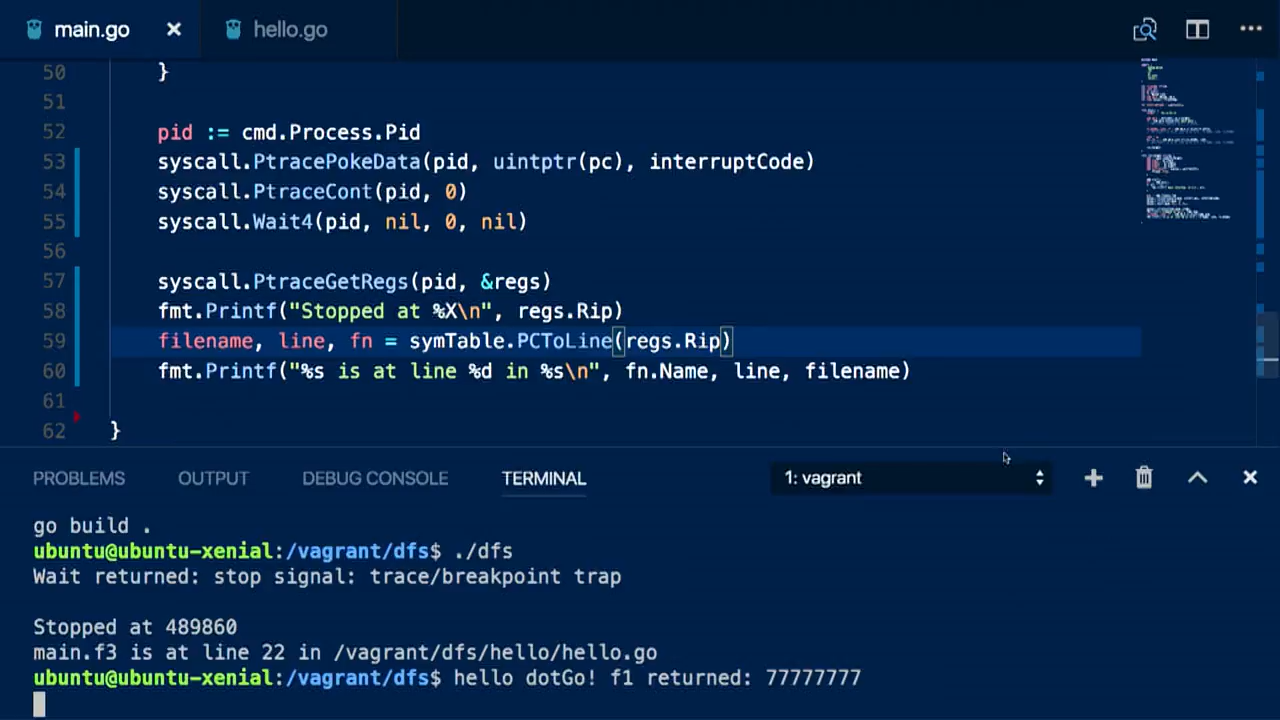 main.go
hello.go
50 }
51
52 pid := cmd.Process.Pid
53 syscall.PtracePokeData(pid, uintptr(pc), interruptCode)
54 syscall.PtraceCont(pid, 0)
55 syscall.Wait4(pid, nil, 0, nil)
56
57 syscall.PtraceGetRegs(pid, &regs)
58 fmt.Printf("Stopped at %X\n", regs.Rip)
59 filename, line, fn = symTable.PCToLine(regs.Rip)
60 fmt.Printf("%s is at line %d in %s\n", fn.Name, line, filename)
61
62 }
PROBLEMS OUTPUT DEBUG CONSOLE TERMINAL 1: vagrant
go build .
ubuntu@ubuntu-xenial:/vagrant/dfs$ ./dfs
Wait returned: stop signal: trace/breakpoint trap
Stopped at 489860
main.f3 is at line 22 in /vagrant/dfs/hello/hello.go
ubuntu@ubuntu-xenial:/vagrant/dfs$ hello dotGo! f1 returned: 77777777